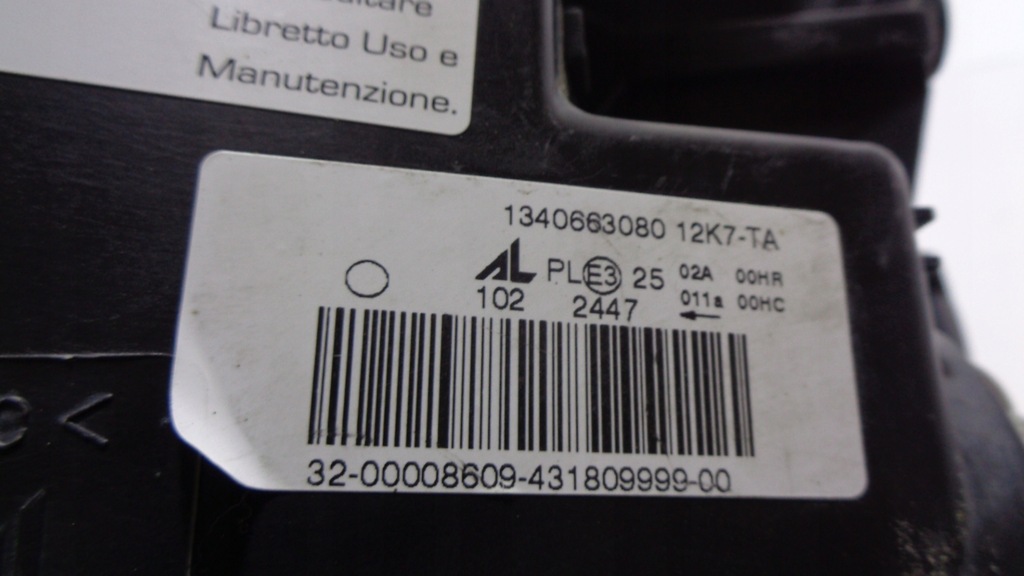 Libretto Uso e
Manutenzione.
1340663080 12K7-TA
AL PL E3 25 02A 00HR
102 2447 011a ← 00HC
32-00008609-431809999-00